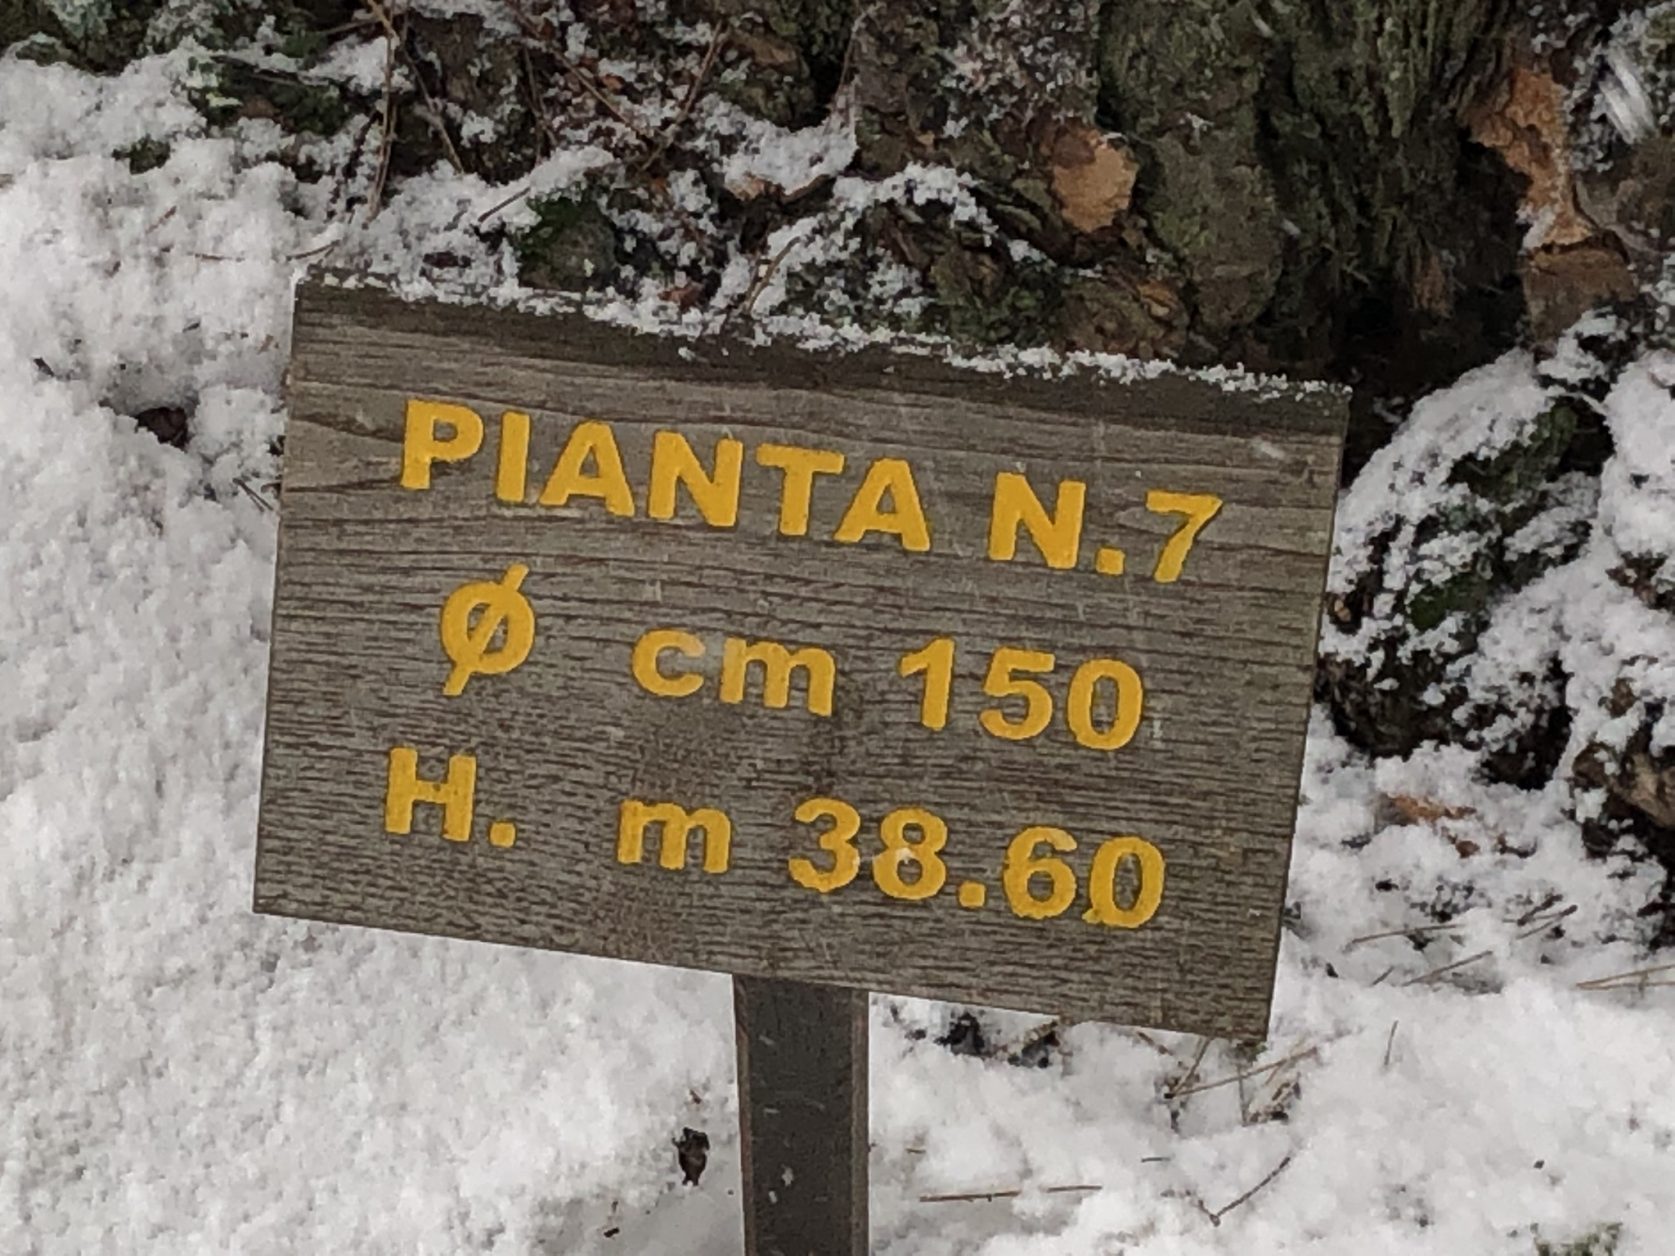 PIANTA N.7
Ø cm 150
H. m 38.60